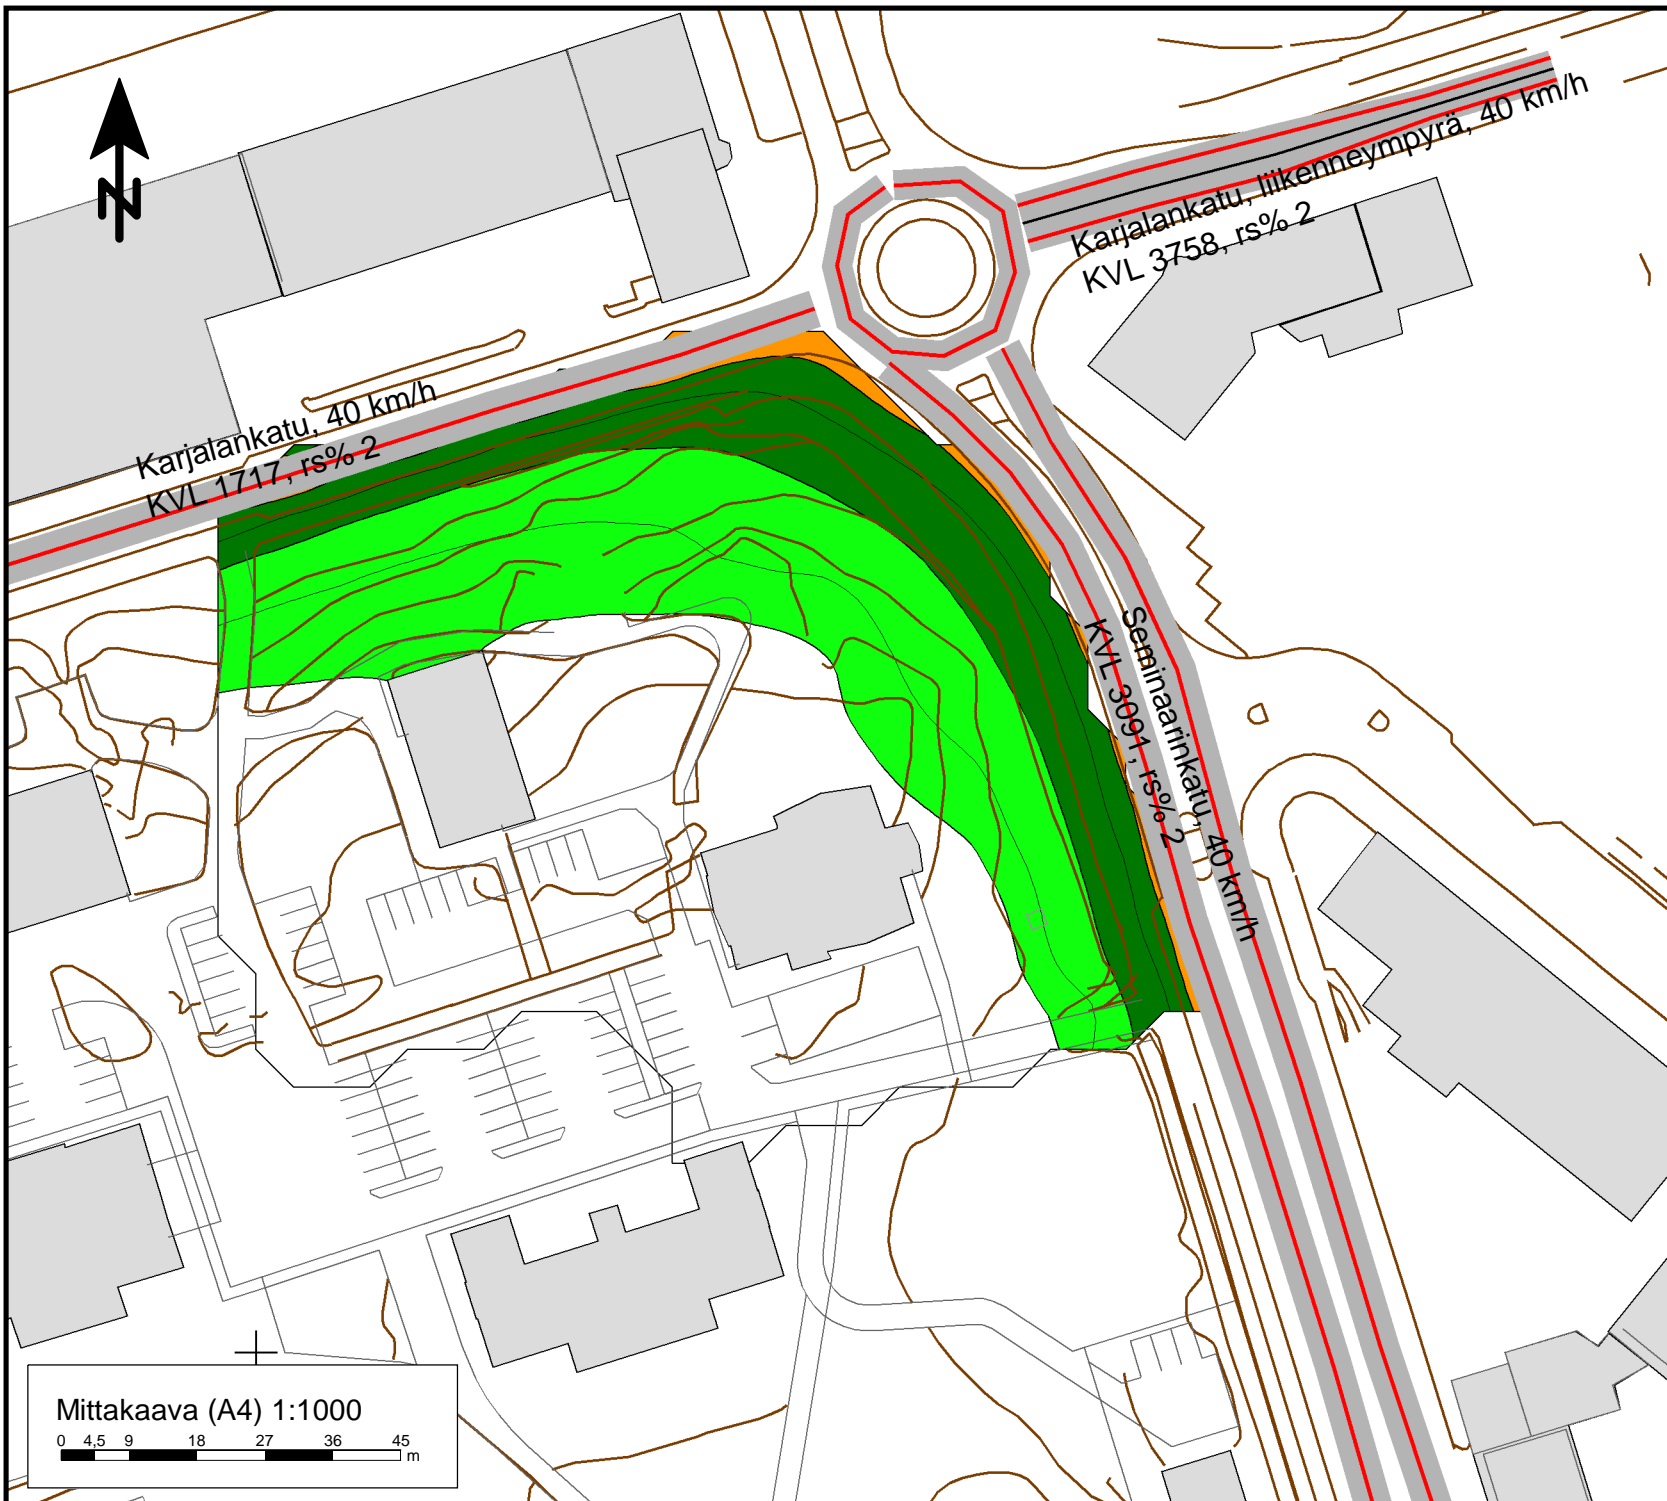 N
Karjalankatu, liikenneympyrä, 40 km/h
KVL 3758, rs% 2
Karjalankatu, 40 km/h
KVL 1717, rs% 2
Seminaarinkatu, 40 km/h
KVL 3091, rs% 2
Mittakaava (A4) 1:1000
0 4,5 9 18 27 36 45
m